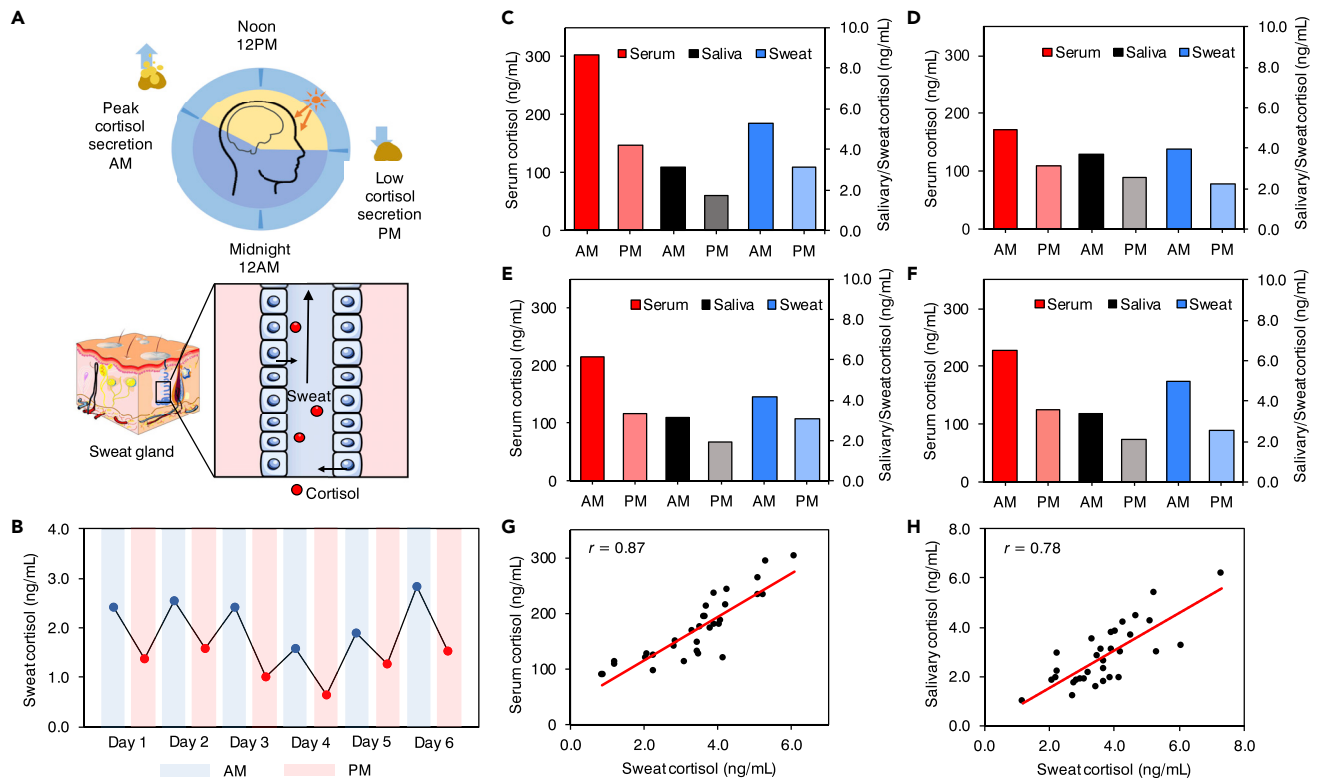 A
Noon
12PM
Peak
cortisol
secretion
AM
Low
cortisol
secretion
PM
Midnight
12AM
Sweat
Sweat gland
Cortisol
B
Sweat cortisol (ng/mL)
4.0
3.0
2.0
1.0
0.0
Day 1 Day 2 Day 3 Day 4 Day 5 Day 6
AM PM
C
Serum cortisol (ng/mL)
300
200
100
0
Serum Saliva Sweat
10.0
8.0
6.0
4.0
2.0
0.0
Salivary/Sweat cortisol (ng/mL)
AM PM AM PM AM PM
D
Serum cortisol (ng/mL)
300
200
100
0
Serum Saliva Sweat
10.0
8.0
6.0
4.0
2.0
0.0
Salivary/Sweat cortisol (ng/mL)
AM PM AM PM AM PM
E
Serum cortisol (ng/mL)
300
200
100
0
Serum Saliva Sweat
10.0
8.0
6.0
4.0
2.0
0.0
Salivary/Sweat cortisol (ng/mL)
AM PM AM PM AM PM
F
Serum cortisol (ng/mL)
300
200
100
0
Serum Saliva Sweat
10.0
8.0
6.0
4.0
2.0
0.0
Salivary/Sweat cortisol (ng/mL)
AM PM AM PM AM PM
G
r = 0.87
Serum cortisol (ng/mL)
300
200
100
0
0.0 2.0 4.0 6.0
Sweat cortisol (ng/mL)
H
r = 0.78
Salivary cortisol (ng/mL)
8.0
6.0
4.0
2.0
0.0
0.0 2.0 4.0 6.0 8.0
Sweat cortisol (ng/mL)